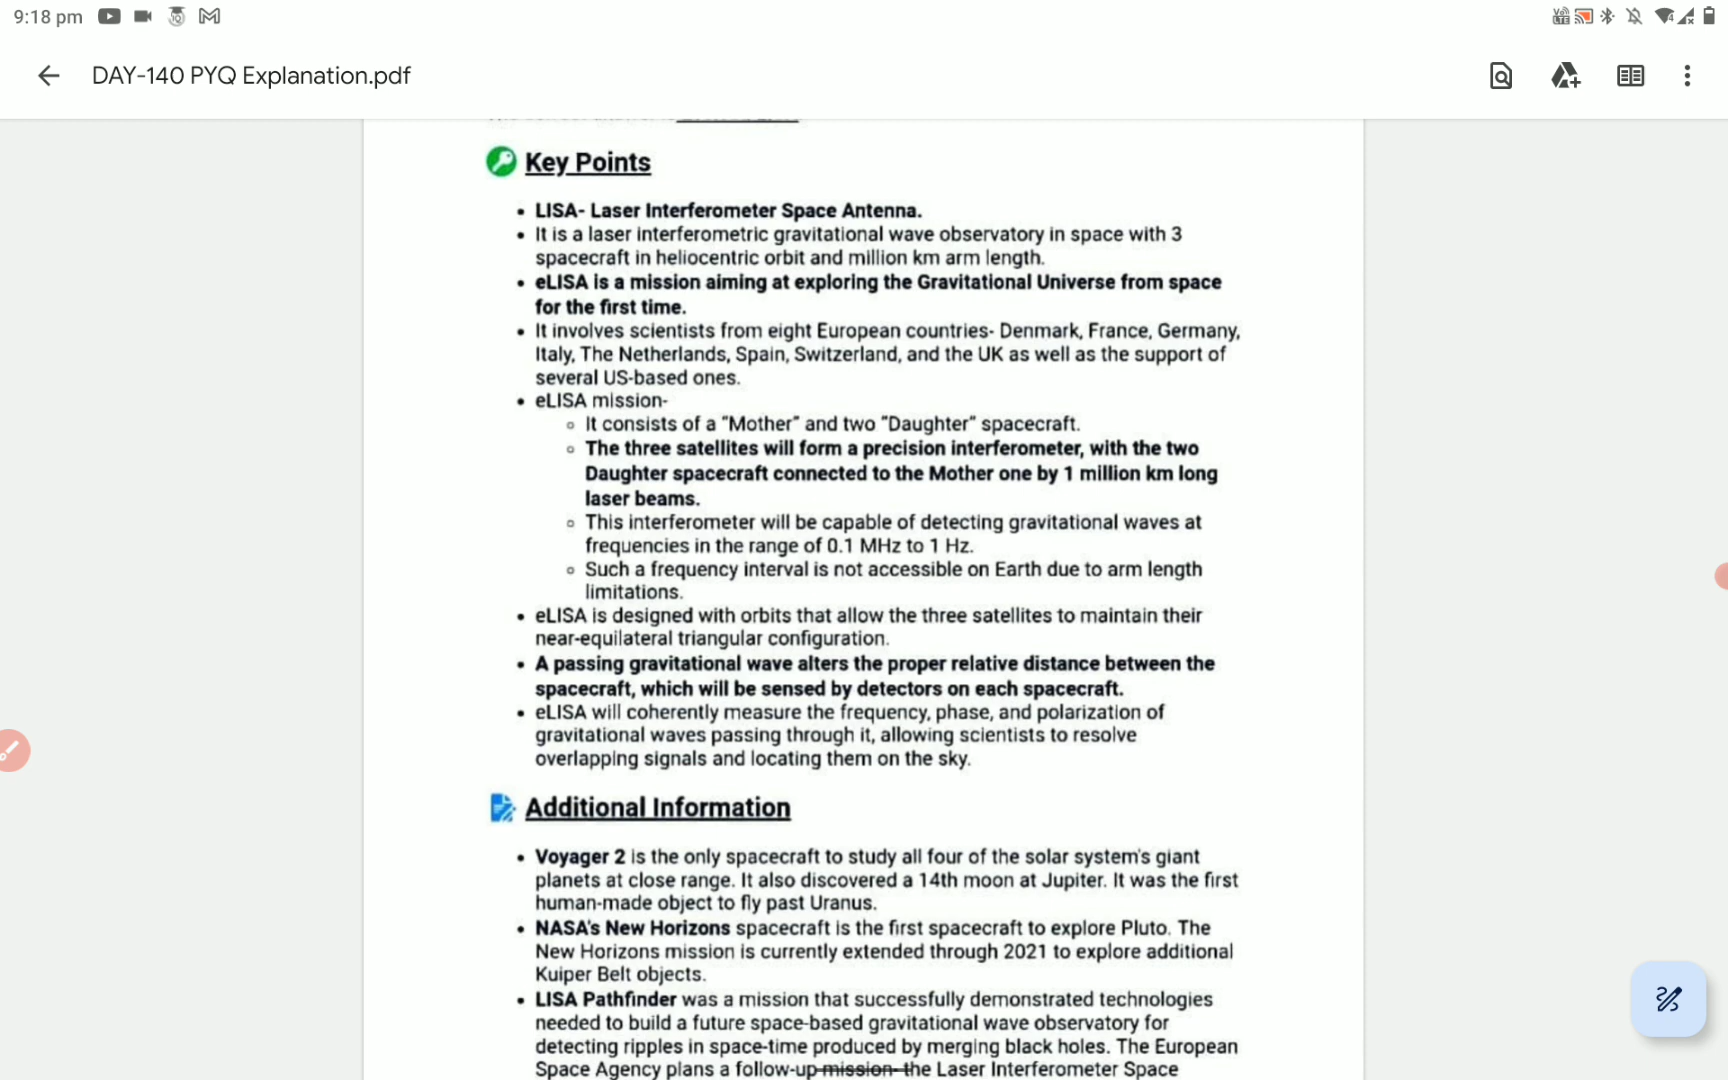 9:18 pm
DAY-140 PYQ Explanation.pdf
Key Points
• LISA- Laser Interferometer Space Antenna.
• It is a laser interferometric gravitational wave observatory in space with 3
spacecraft in heliocentric orbit and million km arm length.
• eLISA is a mission aiming at exploring the Gravitational Universe from space
for the first time.
• It involves scientists from eight European countries- Denmark, France, Germany,
Italy, The Netherlands, Spain, Switzerland, and the UK as well as the support of
several US-based ones.
• eLISA mission-
◦ It consists of a “Mother” and two “Daughter” spacecraft.
◦ The three satellites will form a precision interferometer, with the two
Daughter spacecraft connected to the Mother one by 1 million km long
laser beams.
◦ This interferometer will be capable of detecting gravitational waves at
frequencies in the range of 0.1 MHz to 1 Hz.
◦ Such a frequency interval is not accessible on Earth due to arm length
limitations.
• eLISA is designed with orbits that allow the three satellites to maintain their
near-equilateral triangular configuration.
• A passing gravitational wave alters the proper relative distance between the
spacecraft, which will be sensed by detectors on each spacecraft.
• eLISA will coherently measure the frequency, phase, and polarization of
gravitational waves passing through it, allowing scientists to resolve
overlapping signals and locating them on the sky.
Additional Information
• Voyager 2 is the only spacecraft to study all four of the solar system's giant
planets at close range. It also discovered a 14th moon at Jupiter. It was the first
human-made object to fly past Uranus.
• NASA's New Horizons spacecraft is the first spacecraft to explore Pluto. The
New Horizons mission is currently extended through 2021 to explore additional
Kuiper Belt objects.
• LISA Pathfinder was a mission that successfully demonstrated technologies
needed to build a future space-based gravitational wave observatory for
detecting ripples in space-time produced by merging black holes. The European
Space Agency plans a follow-up mission- the Laser Interferometer Space